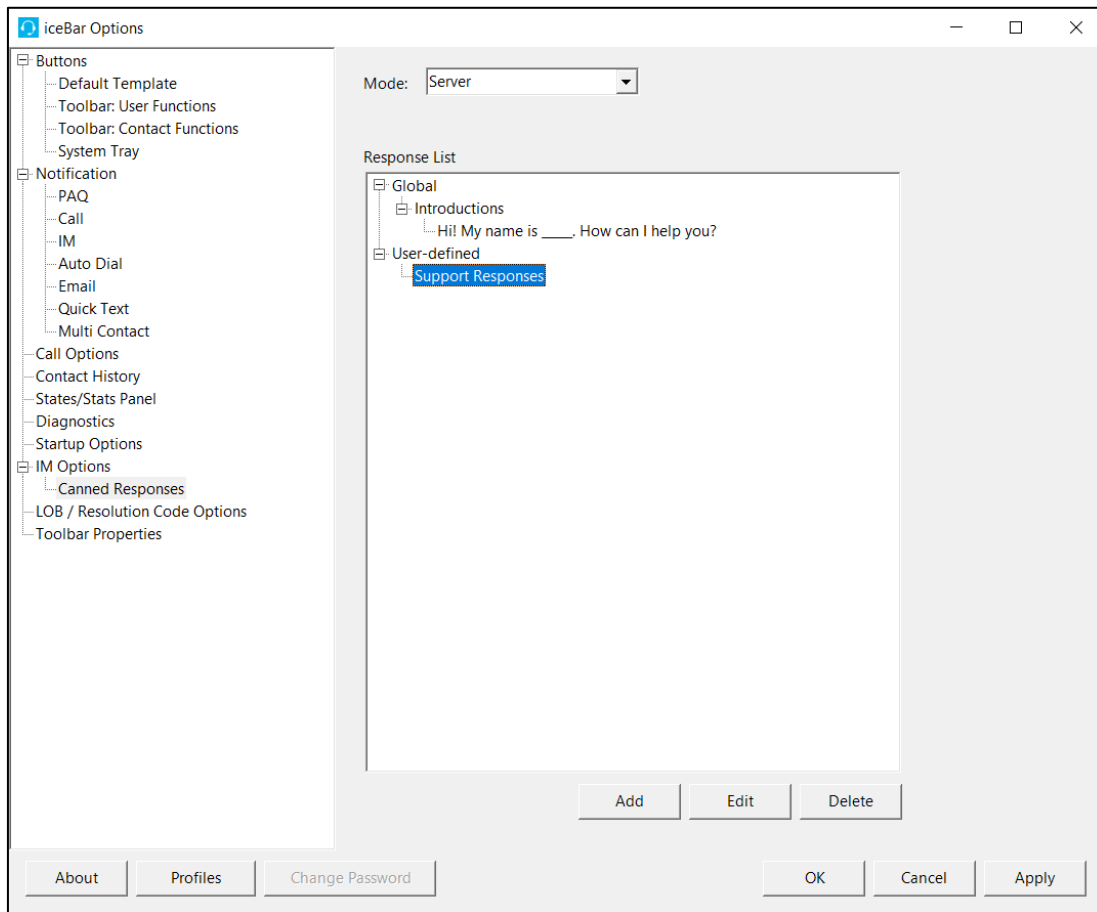 iceBar Options
Buttons
Default Template
Toolbar: User Functions
Toolbar: Contact Functions
System Tray
Notification
PAQ
Call
IM
Auto Dial
Email
Quick Text
Multi Contact
Call Options
Contact History
States/Stats Panel
Diagnostics
Startup Options
IM Options
Canned Responses
LOB / Resolution Code Options
Toolbar Properties
Mode: Server
Response List
Global
Introductions
Hi! My name is ____. How can I help you?
User-defined
Support Responses
Add Edit Delete
About Profiles Change Password OK Cancel Apply